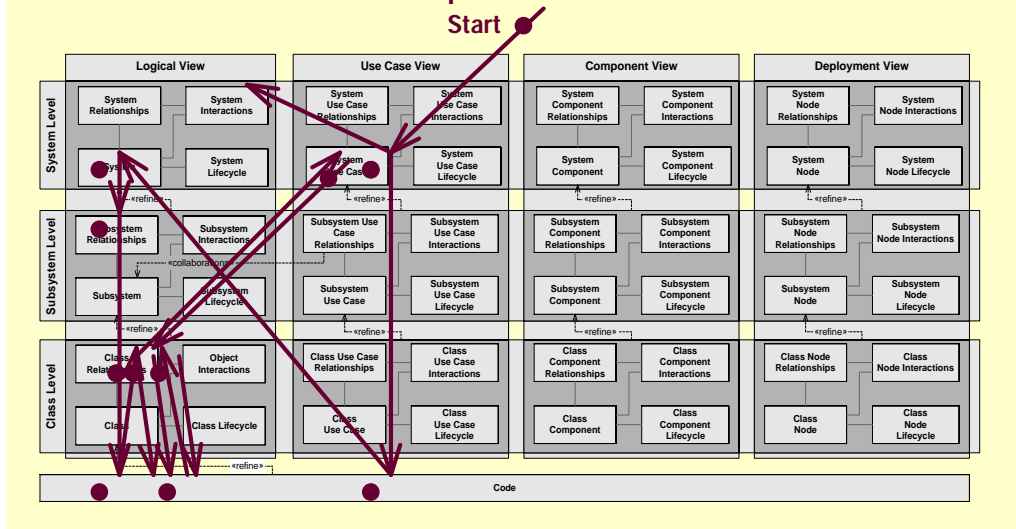 Start
Logical View
Use Case View
Component View
Deployment View
System Level
System
Relationships
System
Interactions
System
System
Lifecycle
System
Use Case
Relationships
System
Use Case
Interactions
System
Use Case
System
Use Case
Lifecycle
System
Component
Relationships
System
Component
Interactions
System
Component
System
Component
Lifecycle
System
Node
Relationships
System
Node Interactions
System
Node
System
Node Lifecycle
«refine»
«refine»
«refine»
«refine»
Subsystem Level
Subsystem
Relationships
Subsystem
Interactions
«collaborations»
Subsystem
Subsystem
Lifecycle
Subsystem Use
Case
Relationships
Subsystem
Use Case
Interactions
Subsystem
Use Case
Subsystem
Use Case
Lifecycle
Subsystem
Component
Relationships
Subsystem
Component
Interactions
Subsystem
Component
Subsystem
Component
Lifecycle
Subsystem
Node
Relationships
Subsystem
Node Interactions
Subsystem
Node
Subsystem
Node
Lifecycle
«refine»
«refine»
«refine»
«refine»
Class Level
Class
Relationships
Object
Interactions
Class
Class Lifecycle
Class Use Case
Relationships
Class
Use Case
Interactions
Class
Use Case
Class
Use Case
Lifecycle
Class
Component
Relationships
Class
Component
Interactions
Class
Component
Class
Component
Lifecycle
Class Node
Relationships
Class
Node Interactions
Class
Node
Class
Node
Lifecycle
«refine»
Code